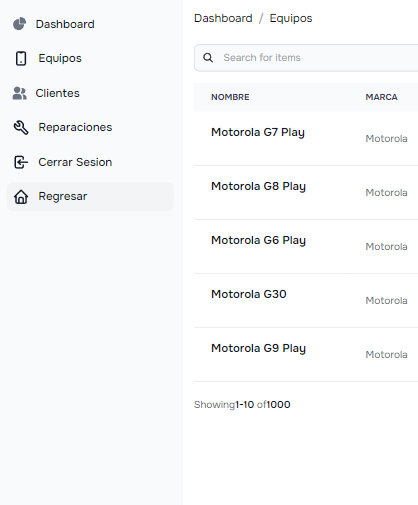 Dashboard
Equipos
Clientes
Reparaciones
Cerrar Sesion
Regresar
Dashboard / Equipos
Search for items
NOMBRE MARCA
Motorola G7 Play Motorola
Motorola G8 Play Motorola
Motorola G6 Play Motorola
Motorola G30 Motorola
Motorola G9 Play Motorola
Showing1-10 of1000